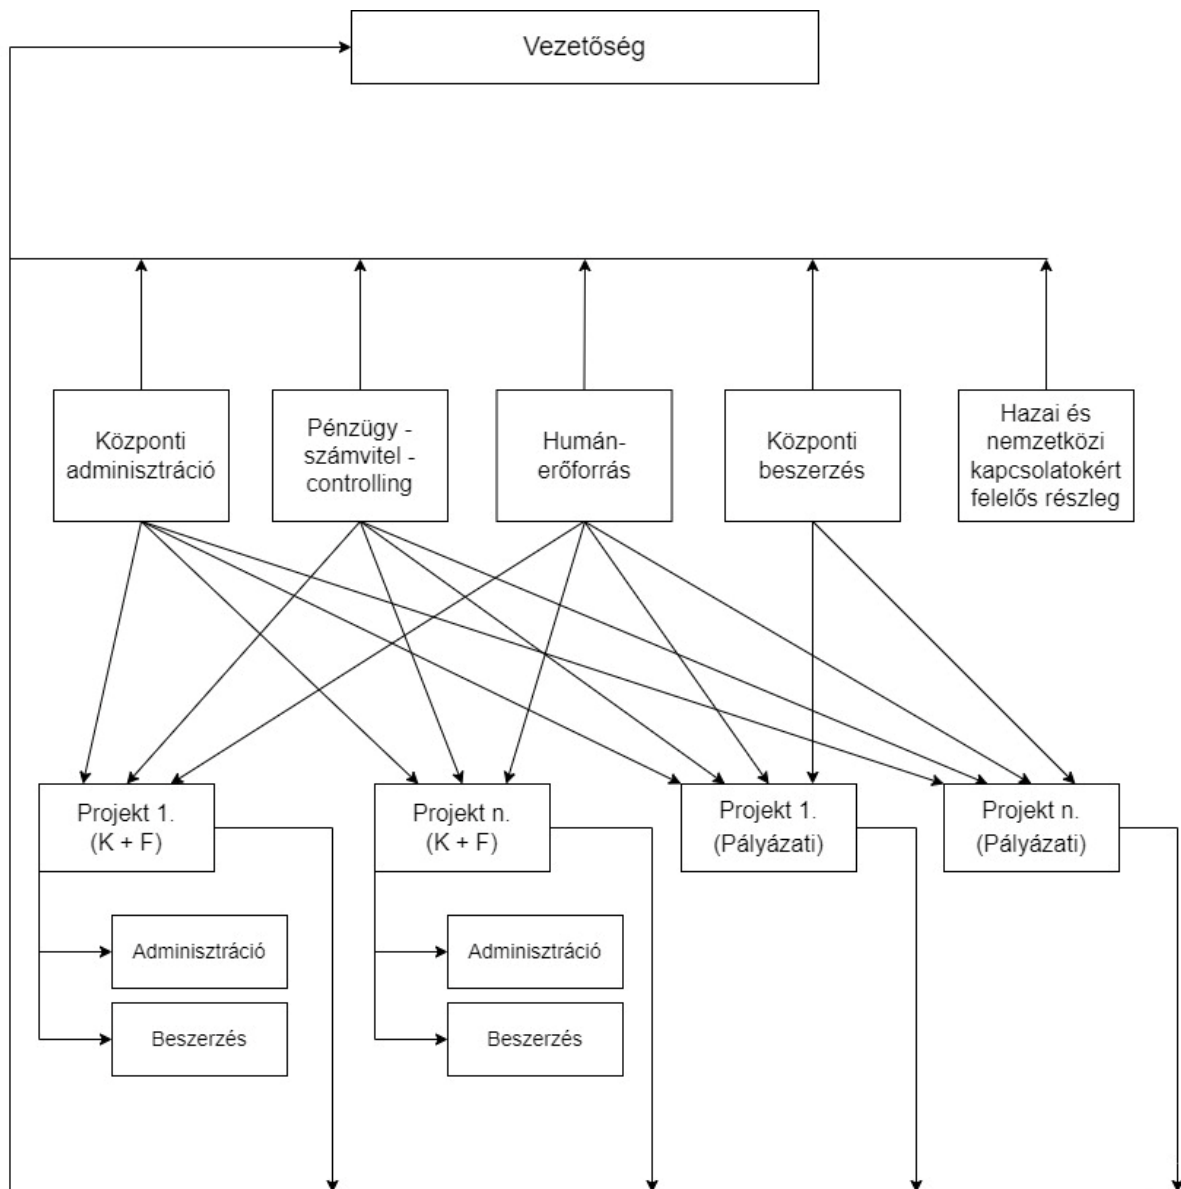 Vezetőség
Központi
adminisztráció
Pénzügy -
számvitel -
controlling
Humán-
erőforrás
Központi
beszerzés
Hazai és
nemzetközi
kapcsolatokért
felelős részleg
Projekt 1.
(K + F)
Projekt n.
(K + F)
Projekt 1.
(Pályázati)
Projekt n.
(Pályázati)
Adminisztráció
Adminisztráció
Beszerzés
Beszerzés